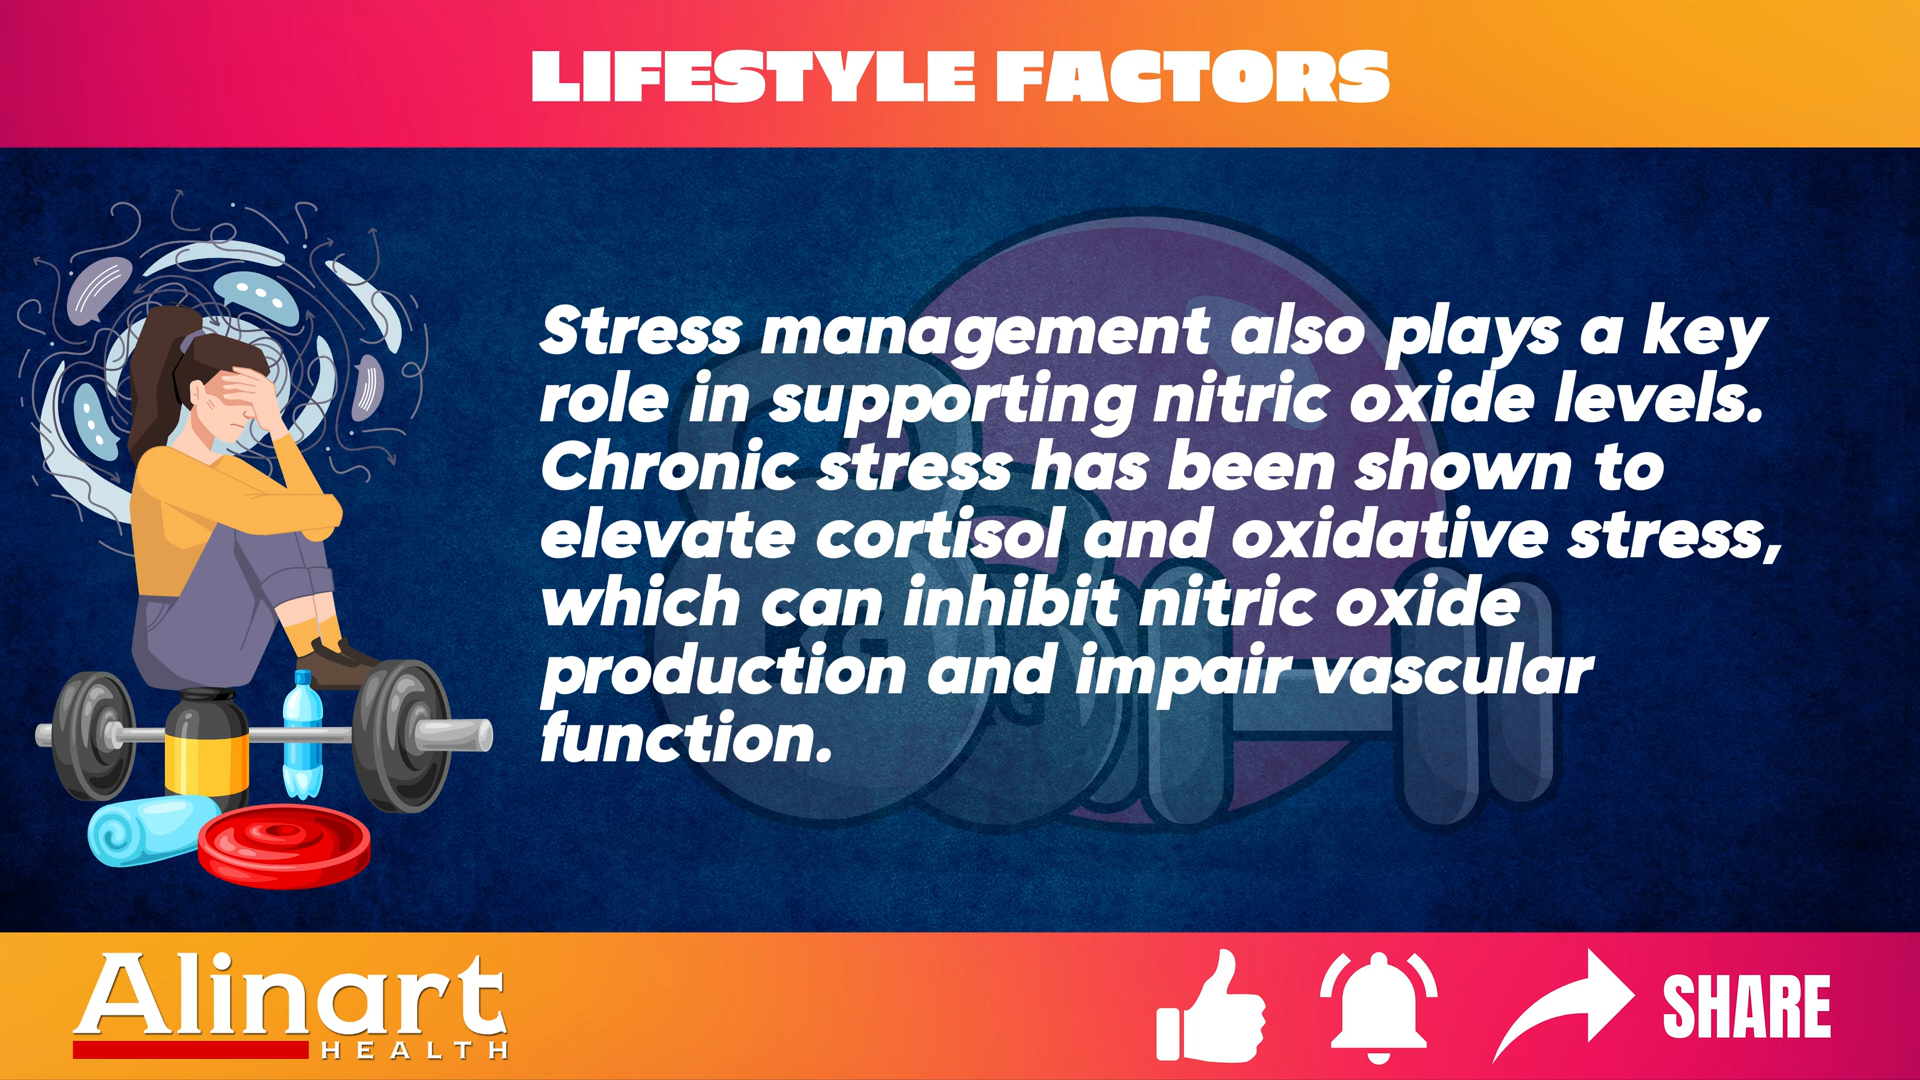 LIFESTYLE FACTORS
Stress management also plays a key
role in supporting nitric oxide levels.
Chronic stress has been shown to
elevate cortisol and oxidative stress,
which can inhibit nitric oxide
production and impair vascular
function.
Alinart
HEALTH
SHARE